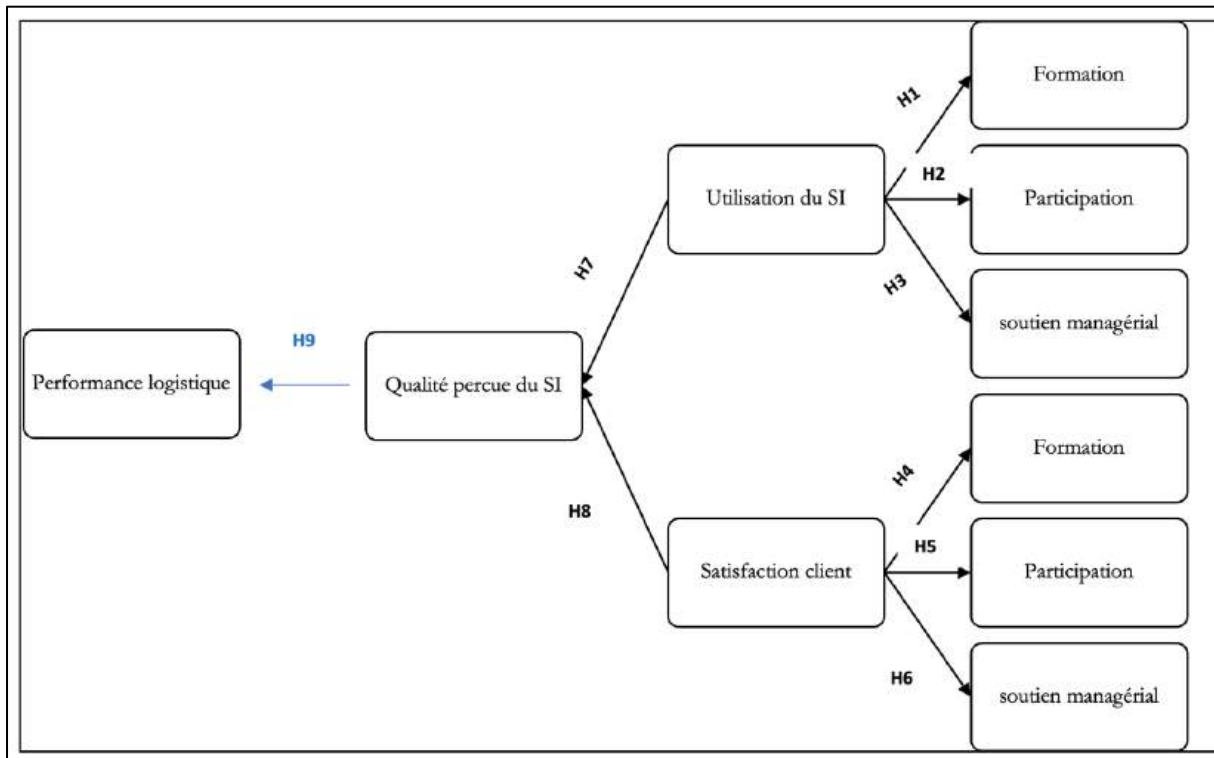 Formation
H1
H2
Utilisation du SI
Participation
H3
H7
soutien managérial
H9
Performance logistique
Qualité percue du SI
Formation
H4
H8
H5
Satisfaction client
Participation
H6
soutien managérial